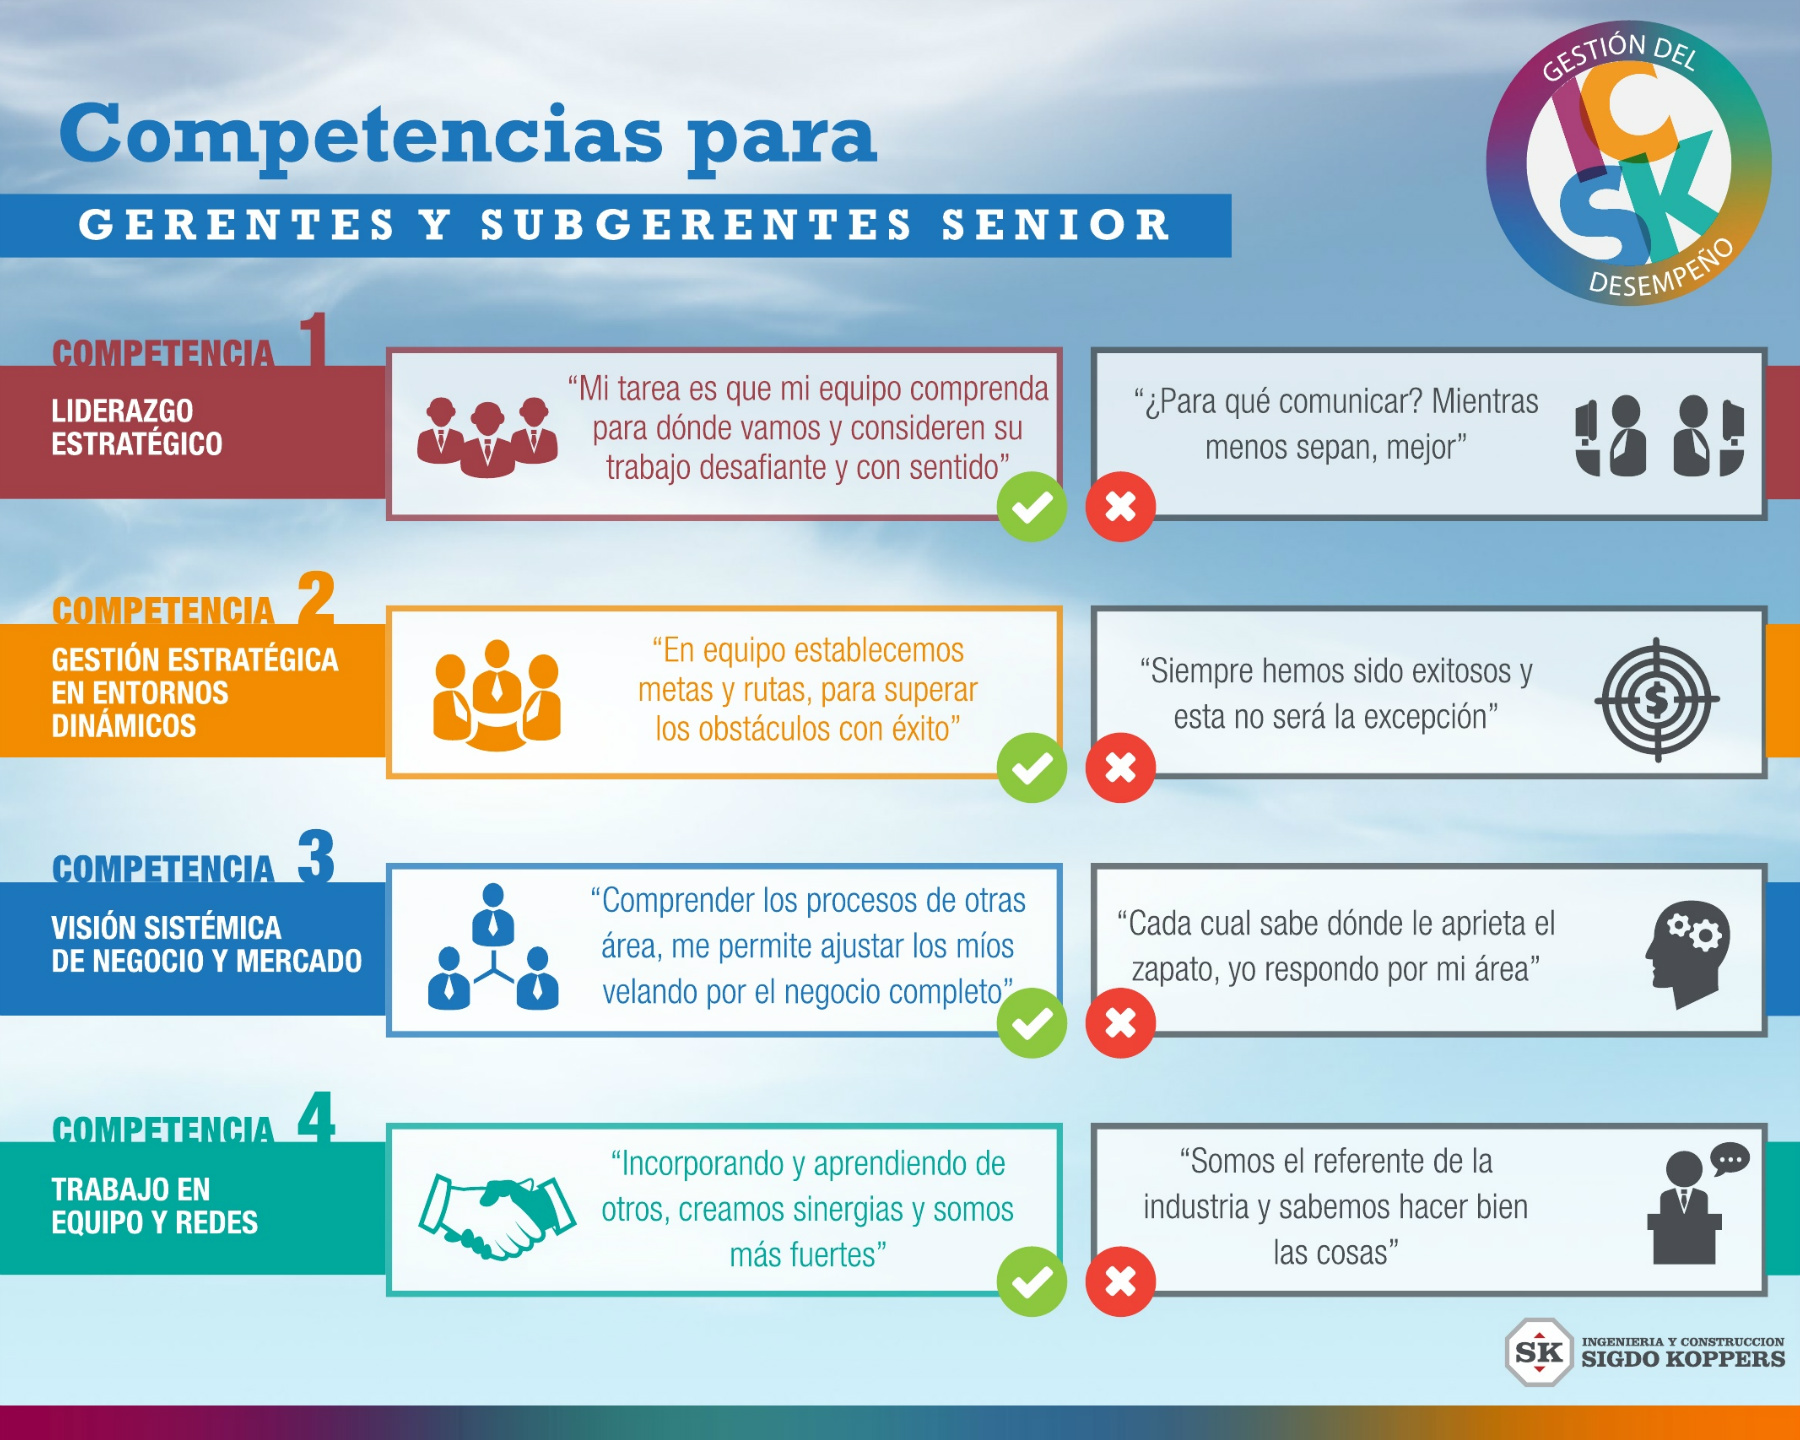 Competencias para
GERENTES Y SUBGERENTES SENIOR
GESTIÓN DEL
ICSK
DESEMPEÑO
COMPETENCIA 1
LIDERAZGO
ESTRATÉGICO
“Mi tarea es que mi equipo comprenda
para dónde vamos y consideren su
trabajo desafiante y con sentido”
“¿Para qué comunicar? Mientras
menos sepan, mejor”
COMPETENCIA 2
GESTIÓN ESTRATÉGICA
EN ENTORNOS
DINÁMICOS
“En equipo establecemos
metas y rutas, para superar
los obstáculos con éxito”
“Siempre hemos sido exitosos y
esta no será la excepción”
$
COMPETENCIA 3
VISIÓN SISTÉMICA
DE NEGOCIO Y MERCADO
“Comprender los procesos de otras
área, me permite ajustar los míos
velando por el negocio completo”
“Cada cual sabe dónde le aprieta el
zapato, yo respondo por mi área”
COMPETENCIA 4
TRABAJO EN
EQUIPO Y REDES
“Incorporando y aprendiendo de
otros, creamos sinergias y somos
más fuertes”
“Somos el referente de la
industria y sabemos hacer bien
las cosas”
SK
INGENIERIA Y CONSTRUCCION
SIGDO KOPPERS